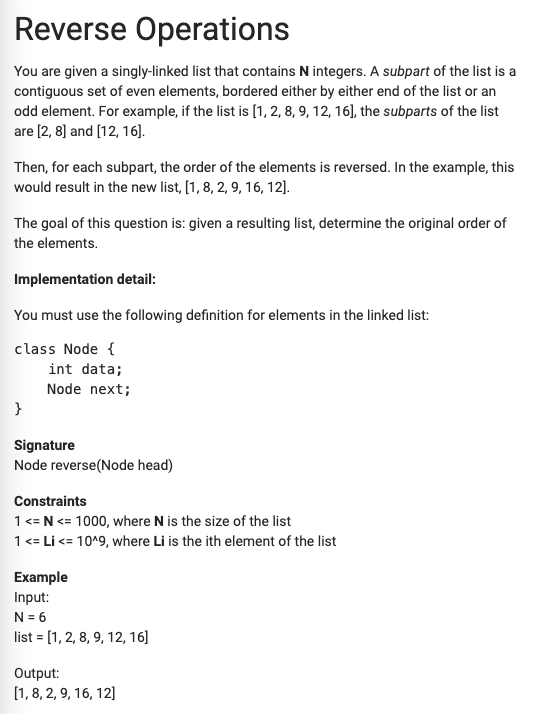 Reverse Operations
You are given a singly-linked list that contains N integers. A subpart of the list is a
contiguous set of even elements, bordered either by either end of the list or an
odd element. For example, if the list is [1, 2, 8, 9, 12, 16], the subparts of the list
are [2, 8] and [12, 16].
Then, for each subpart, the order of the elements is reversed. In the example, this
would result in the new list, [1, 8, 2, 9, 16, 12].
The goal of this question is: given a resulting list, determine the original order of
the elements.
Implementation detail:
You must use the following definition for elements in the linked list:
class Node {
    int data;
    Node next;
}
Signature
Node reverse(Node head)
Constraints
1 <= N <= 1000, where N is the size of the list
1 <= Li <= 10^9, where Li is the ith element of the list
Example
Input:
N = 6
list = [1, 2, 8, 9, 12, 16]
Output:
[1, 8, 2, 9, 16, 12]